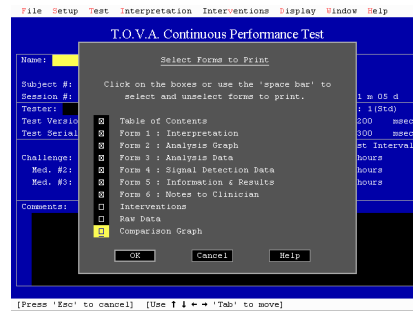 File Setup Test Interpretation Interventions Display Window Help
T.O.V.A. Continuous Performance Test
Name:
Select Forms to Print
Subject #:
Click on the boxes or use the 'space bar' to
Session #:
select and unselect forms to print.
1 m 05 d
Tester:
: 1(Std)
Test Versio
Table of Contents
200 msec
Test Serial
Form 1 : Interpretation
300 msec
Form 2 : Analysis Graph
st Interval
Challenge:
Form 3 : Analysis Data
hours
Med. #2:
Form 4 : Signal Detection Data
hours
Med. #3:
Form 5 : Information & Results
hours
Form 6 : Notes to Clinician
Comments:
Interventions
Raw Data
Comparison Graph
OK Cancel Help
[Press 'Esc' to cancel] [Use ↑ ↓ ← → 'Tab' to move]